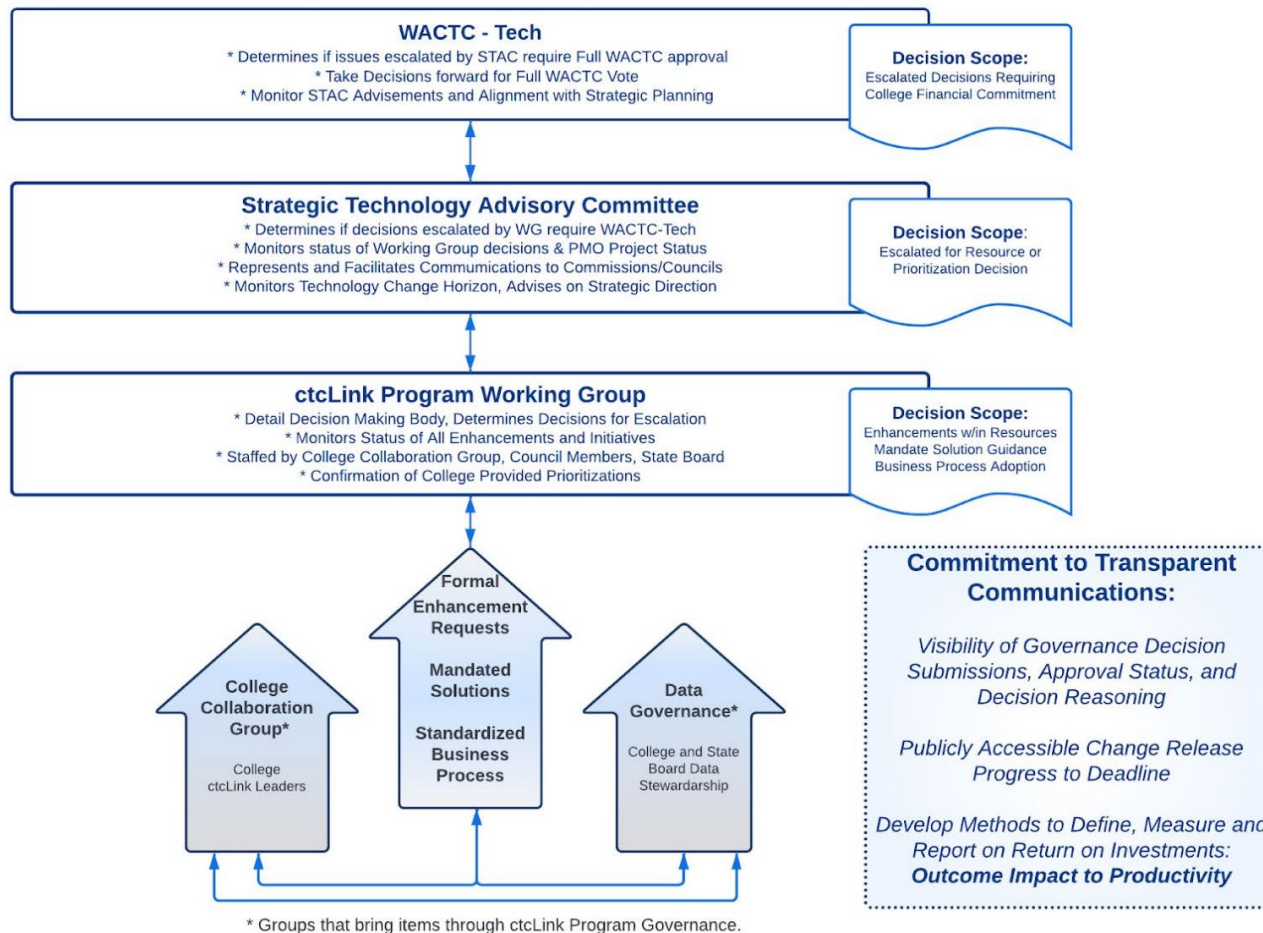 WACTC - Tech
* Determines if issues escalated by STAC require Full WACTC approval
* Take Decisions forward for Full WACTC Vote
* Monitor STAC Advisements and Alignment with Strategic Planning
Decision Scope:
Escalated Decisions Requiring
College Financial Commitment
Strategic Technology Advisory Committee
* Determines if decisions escalated by WG require WACTC-Tech
* Monitors status of Working Group decisions & PMO Project Status
* Represents and Facilitates Commumications to Commissions/Councils
* Monitors Technology Change Horizon, Advises on Strategic Direction
Decision Scope:
Escalated for Resource or
Prioritization Decision
ctcLink Program Working Group
* Detail Decision Making Body, Determines Decisions for Escalation
* Monitors Status of All Enhancements and Initiatives
* Staffed by College Collaboration Group, Council Members, State Board
* Confirmation of College Provided Prioritizations
Decision Scope:
Enhancements w/in Resources
Mandate Solution Guidance
Business Process Adoption
College
Collaboration
Group*
College
ctcLink Leaders
Formal
Enhancement
Requests
Mandated
Solutions
Standardized
Business
Process
Data
Governance*
College and State
Board Data
Stewardarship
Commitment to Transparent
Communications:
Visibility of Governance Decision
Submissions, Approval Status, and
Decision Reasoning
Publicly Accessible Change Release
Progress to Deadline
Develop Methods to Define, Measure and
Report on Return on Investments:
Outcome Impact to Productivity
* Groups that bring items through ctcLink Program Governance.